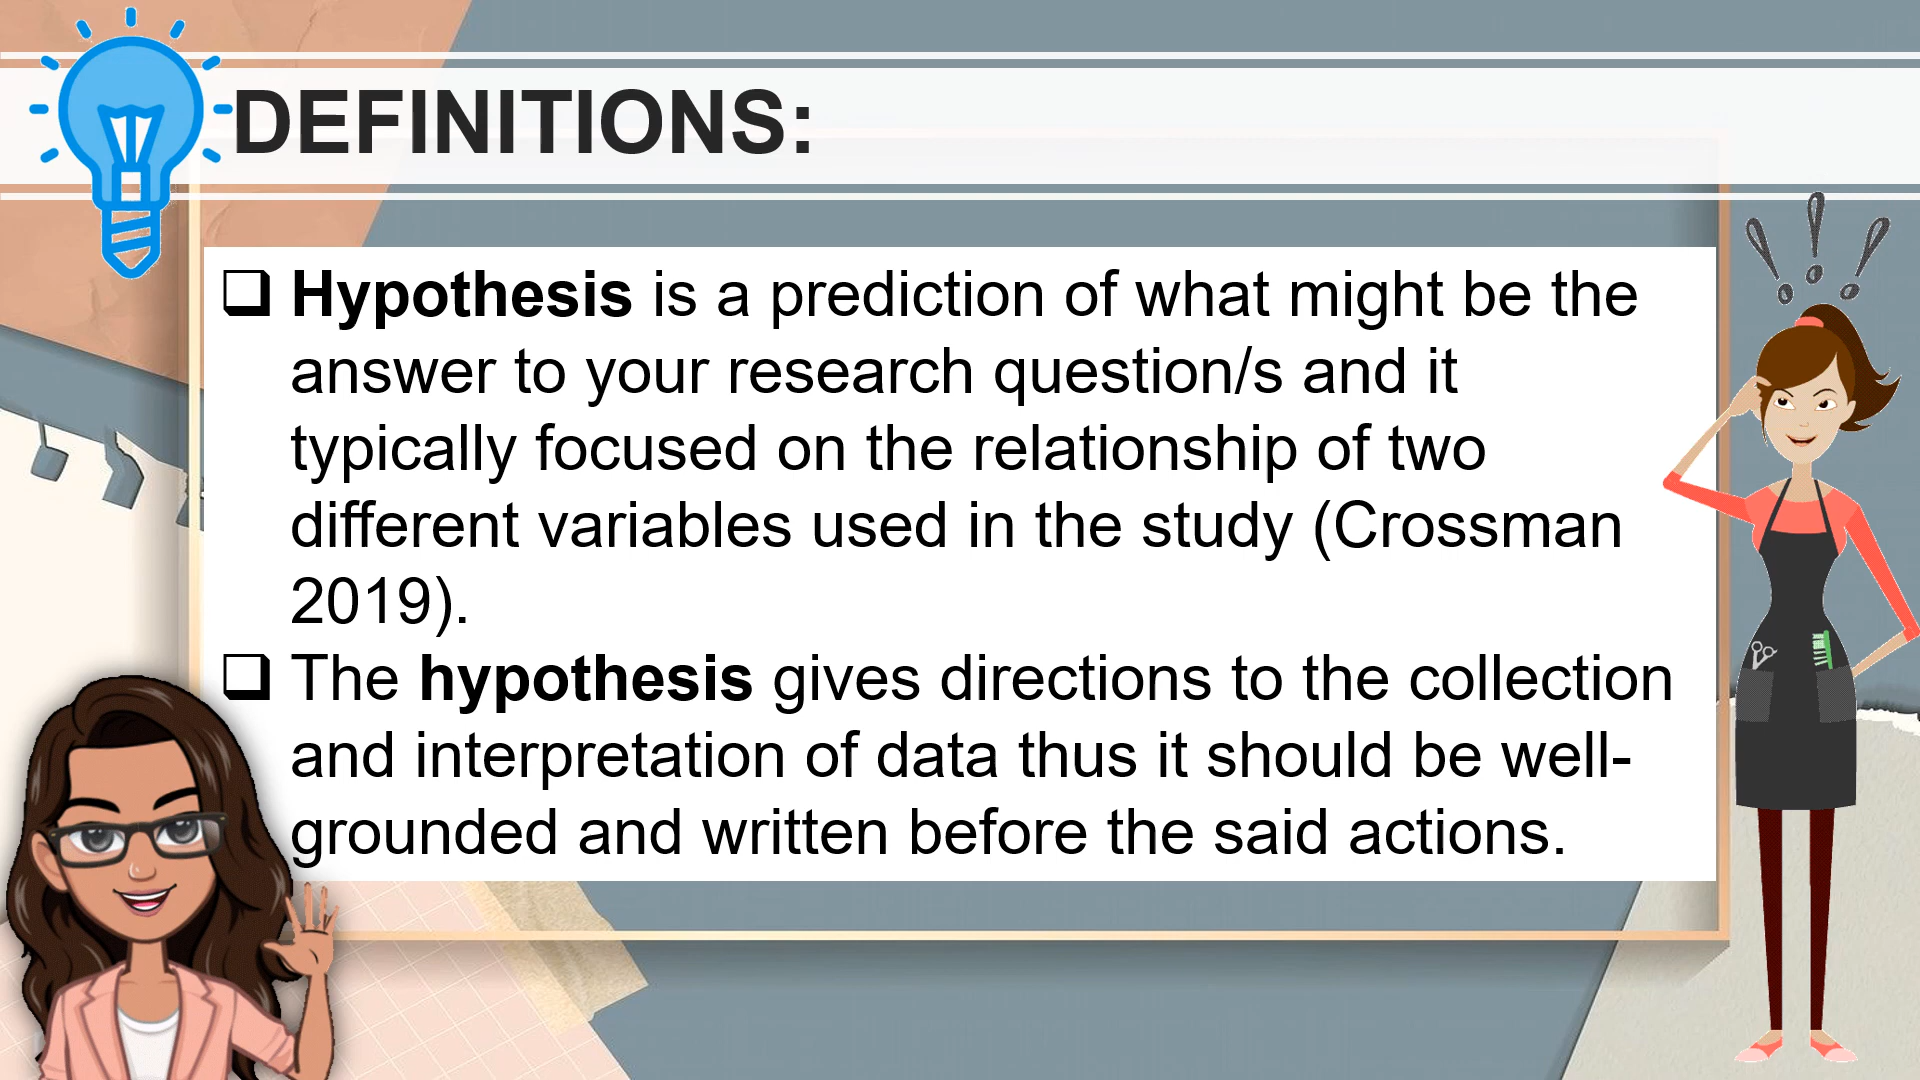 DEFINITIONS:
❑ Hypothesis is a prediction of what might be the
answer to your research question/s and it
typically focused on the relationship of two
different variables used in the study (Crossman
2019).
❑ The hypothesis gives directions to the collection
and interpretation of data thus it should be well-
grounded and written before the said actions.